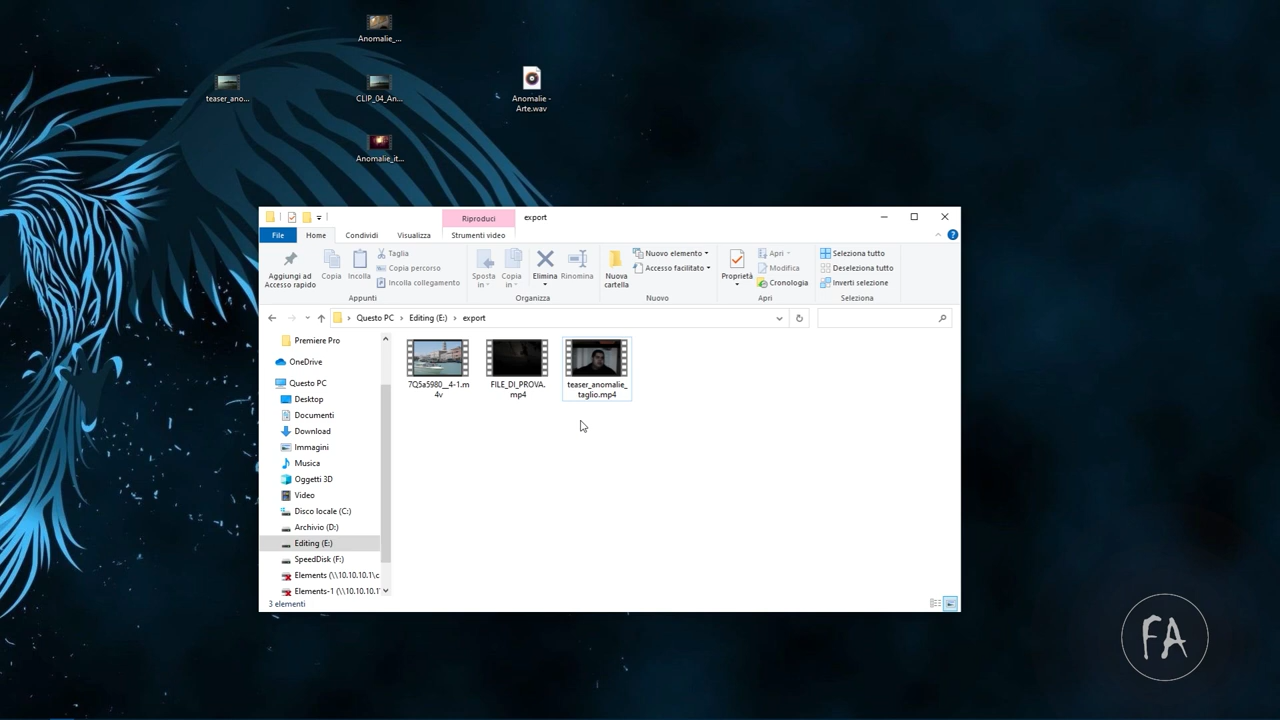 Anomalie_...
teaser_ano...
CLIP_04_An...
Anomalie -
Arte.wav
Anomalie_it...
Riproduci
export
File
Home
Condividi
Visualizza
Strumenti video
Aggiungi ad
Accesso rapido
Copia
Incolla
Taglia
Copia percorso
Incolla collegamento
Appunti
Sposta
in
Copia
in
Elimina
Rinomina
Organizza
Nuova
cartella
Nuovo elemento
Accesso facilitato
Nuovo
Proprietà
Apri
Modifica
Cronologia
Apri
Seleziona tutto
Deseleziona tutto
Inverti selezione
Seleziona
Questo PC
Editing (E:)
export
Premiere Pro
OneDrive
Questo PC
Desktop
Documenti
Download
Immagini
Musica
Oggetti 3D
Video
Disco locale (C:)
Archivio (D:)
Editing (E:)
SpeedDisk (F:)
Elements (\\10.10.10.1\c
Elements-1 (\\10.10.10.1
7Q5a5980__4-1.m
4v
FILE_DI_PROVA.
mp4
teaser_anomalie_
taglio.mp4
3 elementi
FA